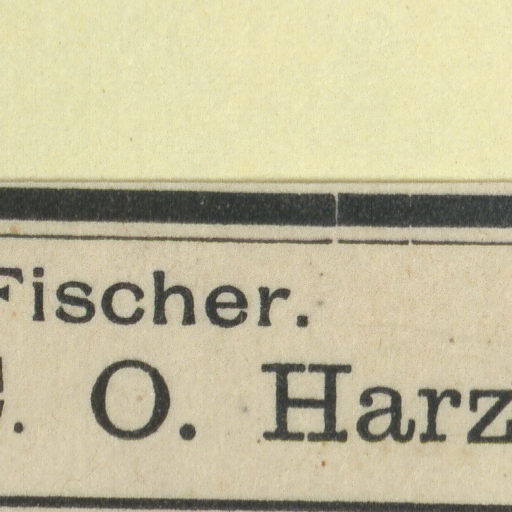 Fischer.
. O. Harz